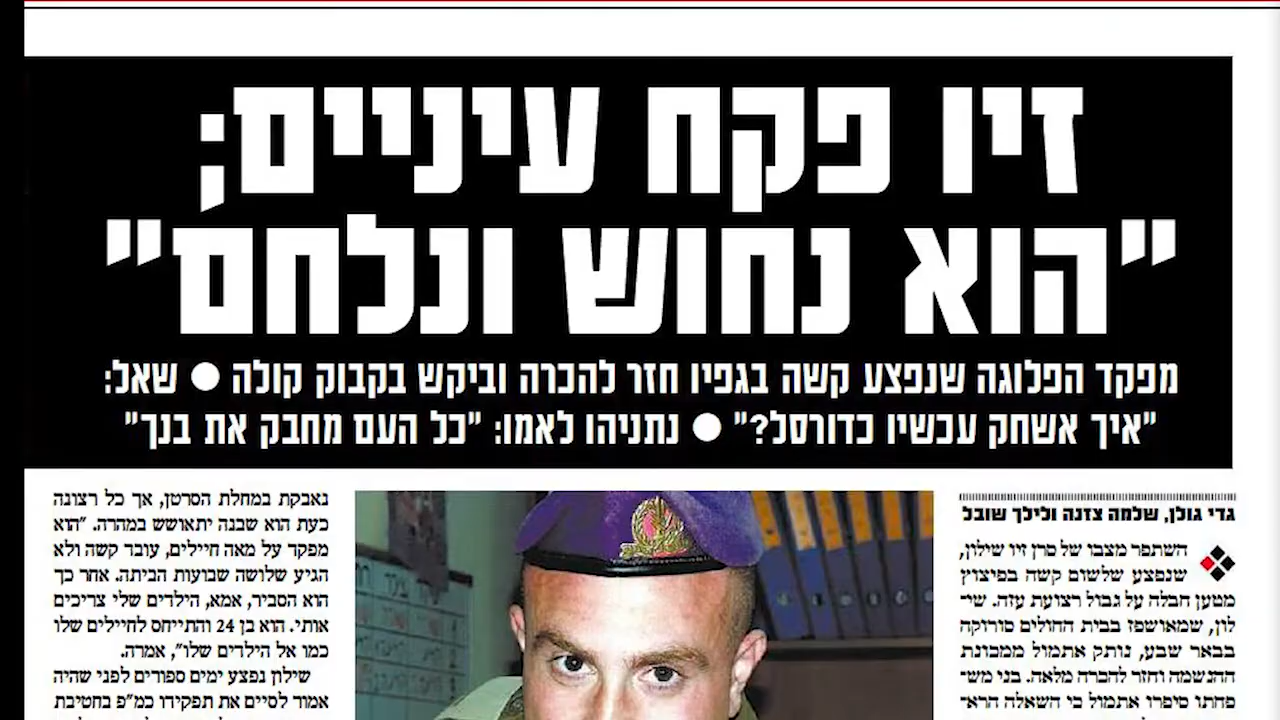 זיו פקח עיניים;
"הוא נחוש ונלחם"
מפקד הפלוגה שנפצע קשה בגפיו חזר להכרה וביקש בקבוק קולה ● שאל:
"איך אשחק עכשיו כדורסל?" ● נתניהו לאמו: "כל העם מחבק את בנך"
גדי גולן, שלמה צזנה ולילך שובל
השתפר מצבו של סרן זיו שילון,
שנפצע שלשום קשה בפיצוץ
מטען חבלה על גבול רצועת עזה. שי־
לון, שמאושפז בבית החולים סורוקה
בבאר שבע, נותק אתמול ממכונת
ההנשמה וחזר להכרה מלאה. בני מש־
פחתו סיפרו אתמול כי השאלה הרא־
נאבקת במחלת הסרטן, אך כל רצונה
כעת הוא שבנה יתאושש במהרה. "הוא
מפקד על מאה חיילים, עובד קשה ולא
הגיע שלושה שבועות הביתה. אחר כך
הוא הסביר, אמא, הילדים שלי צריכים
אותי. הוא בן 24 והתייחס לחיילים שלו
כמו אל הילדים שלו", אמרה.
שילון נפצע ימים ספורים לפני שהיה
אמור לסיים את תפקידו כמ"פ בחטיבת